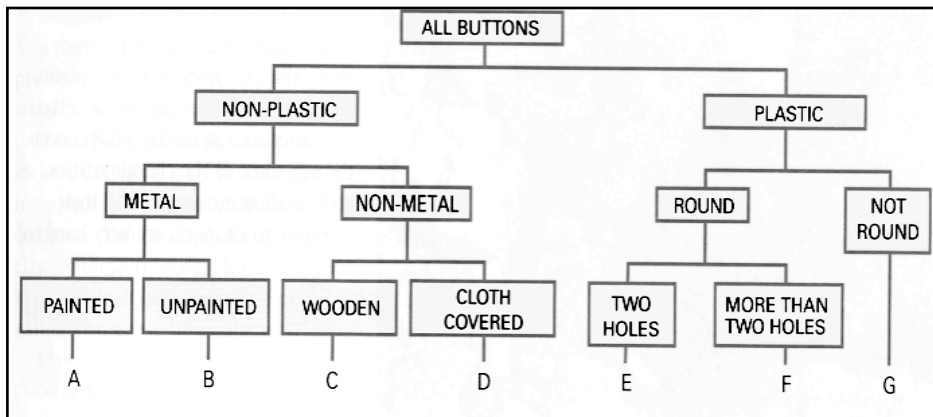 ALL BUTTONS
NON-PLASTIC
PLASTIC
METAL
NON-METAL
ROUND
NOT
ROUND
PAINTED
UNPAINTED
WOODEN
CLOTH
COVERED
TWO
HOLES
MORE THAN
TWO HOLES
A
B
C
D
E
F
G